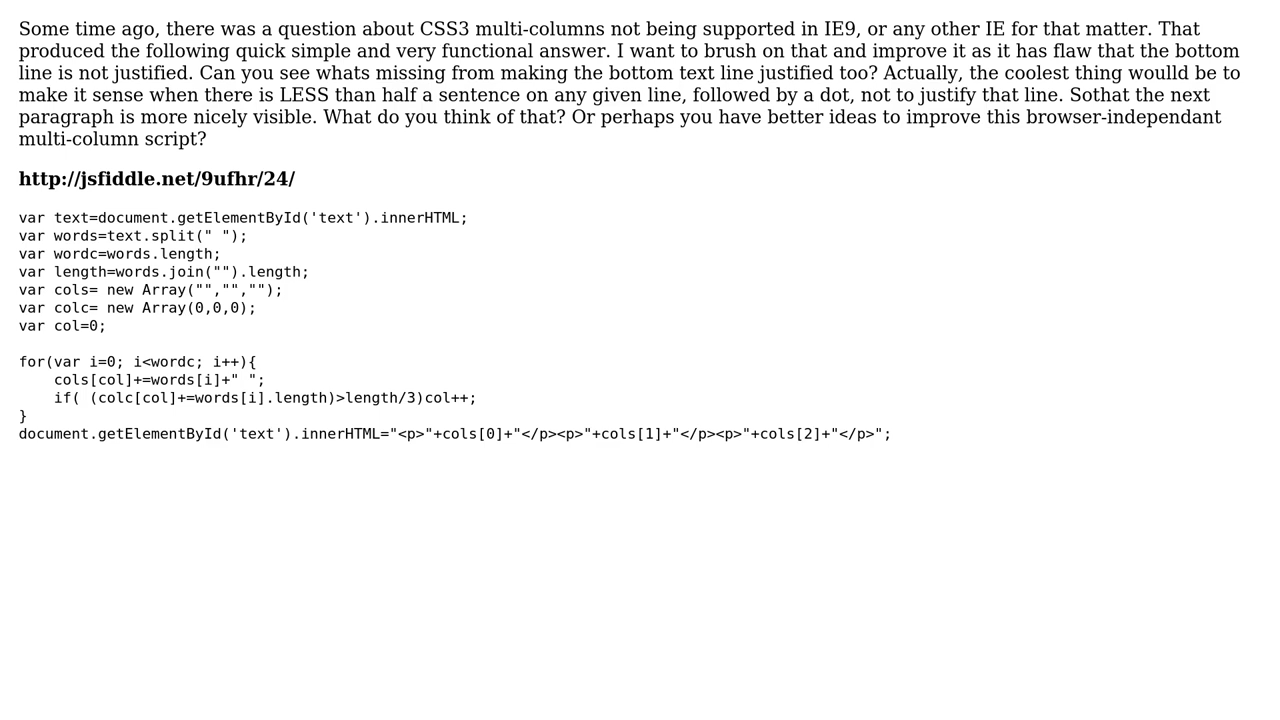 Some time ago, there was a question about CSS3 multi-columns not being supported in IE9, or any other IE for that matter. That
produced the following quick simple and very functional answer. I want to brush on that and improve it as it has flaw that the bottom
line is not justified. Can you see whats missing from making the bottom text line justified too? Actually, the coolest thing woulld be to
make it sense when there is LESS than half a sentence on any given line, followed by a dot, not to justify that line. Sothat the next
paragraph is more nicely visible. What do you think of that? Or perhaps you have better ideas to improve this browser-independant
multi-column script?
http://jsfiddle.net/9ufhr/24/
var text=document.getElementById('text').innerHTML;
var words=text.split(" ");
var wordc=words.length;
var length=words.join("").length;
var cols= new Array("","","");
var colc= new Array(0,0,0);
var col=0;
for(var i=0; i<wordc; i++){
    cols[col]+=words[i]+" ";
    if( (colc[col]+=words[i].length)>length/3)col++;
}
document.getElementById('text').innerHTML="<p>"+cols[0]+"</p><p>"+cols[1]+"</p><p>"+cols[2]+"</p>";